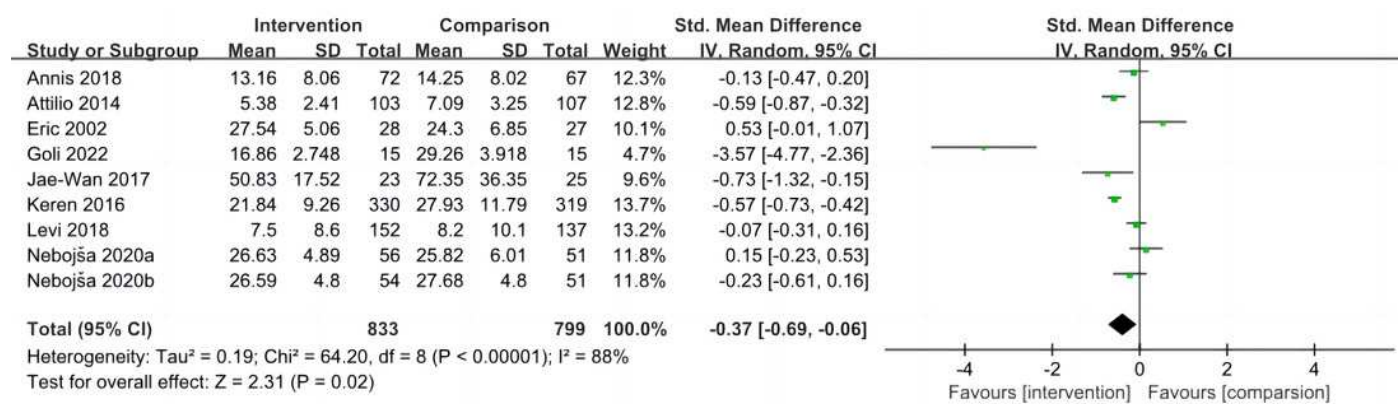 Intervention Comparison Std. Mean Difference Std. Mean Difference
Study or Subgroup Mean SD Total Mean SD Total Weight IV, Random, 95% CI IV, Random, 95% CI
Annis 2018 13.16 8.06 72 14.25 8.02 67 12.3% -0.13 [-0.47, 0.20]
Attilio 2014 5.38 2.41 103 7.09 3.25 107 12.8% -0.59 [-0.87, -0.32]
Eric 2002 27.54 5.06 28 24.3 6.85 27 10.1% 0.53 [-0.01, 1.07]
Goli 2022 16.86 2.748 15 29.26 3.918 15 4.7% -3.57 [-4.77, -2.36]
Jae-Wan 2017 50.83 17.52 23 72.35 36.35 25 9.6% -0.73 [-1.32, -0.15]
Keren 2016 21.84 9.26 330 27.93 11.79 319 13.7% -0.57 [-0.73, -0.42]
Levi 2018 7.5 8.6 152 8.2 10.1 137 13.2% -0.07 [-0.31, 0.16]
Nebojša 2020a 26.63 4.89 56 25.82 6.01 51 11.8% 0.15 [-0.23, 0.53]
Nebojša 2020b 26.59 4.8 54 27.68 4.8 51 11.8% -0.23 [-0.61, 0.16]
Total (95% CI) 833 799 100.0% -0.37 [-0.69, -0.06]
Heterogeneity: Tau² = 0.19; Chi² = 64.20, df = 8 (P < 0.00001); I² = 88%
Test for overall effect: Z = 2.31 (P = 0.02)
-4 -2 0 2 4
Favours [intervention] Favours [comparsion]